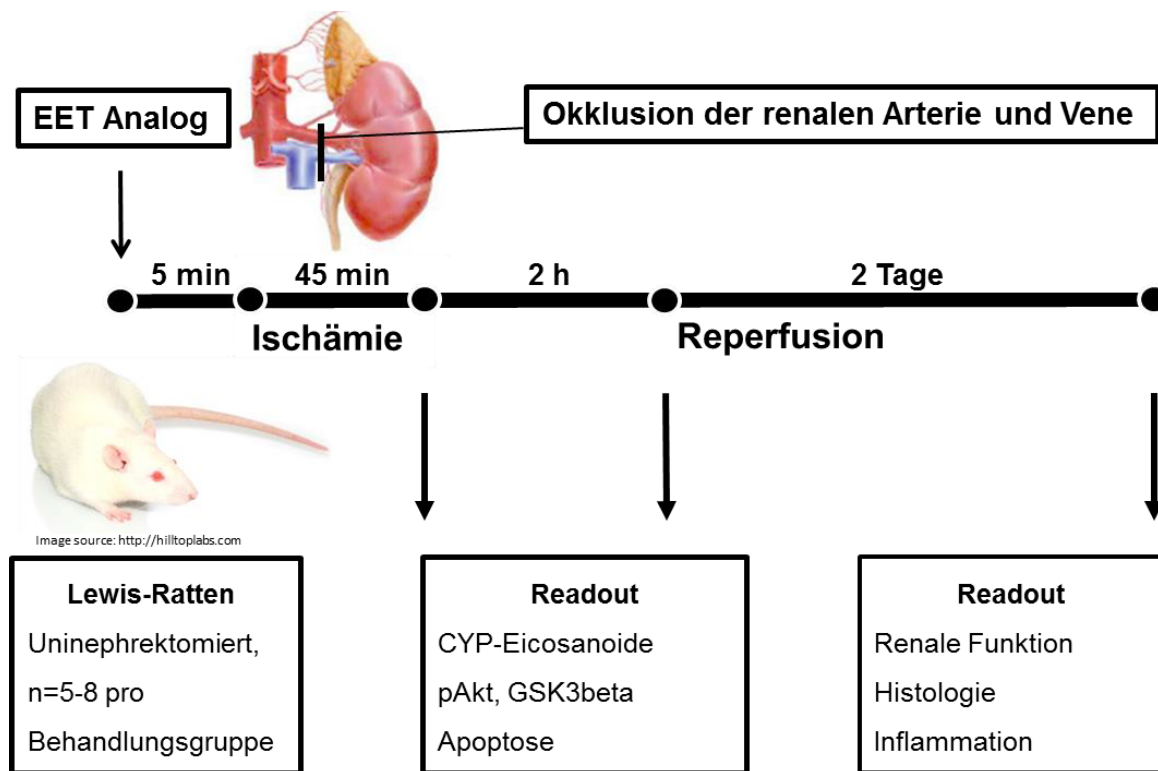 EET Analog
Okklusion der renalen Arterie und Vene
5 min
45 min
2 h
2 Tage
Ischämie
Reperfusion
Image source: http://hilltoplabs.com
Lewis-Ratten
Uninephrektomiert,
n=5-8 pro
Behandlungsgruppe
Readout
CYP-Eicosanoide
pAkt, GSK3beta
Apoptose
Readout
Renale Funktion
Histologie
Inflammation